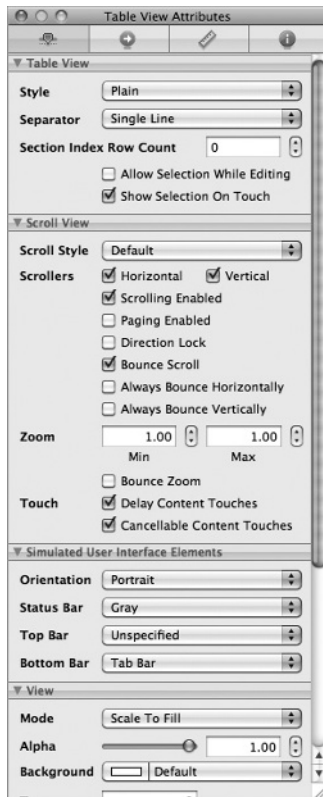 Table View Attributes
Table View
Style Plain
Separator Single Line
Section Index Row Count 0
Allow Selection While Editing
Show Selection On Touch
Scroll View
Scroll Style Default
Scrollers Horizontal Vertical
Scrolling Enabled
Paging Enabled
Direction Lock
Bounce Scroll
Always Bounce Horizontally
Always Bounce Vertically
Zoom 1.00 1.00
Min Max
Bounce Zoom
Touch Delay Content Touches
Cancellable Content Touches
Simulated User Interface Elements
Orientation Portrait
Status Bar Gray
Top Bar Unspecified
Bottom Bar Tab Bar
View
Mode Scale To Fill
Alpha 1.00
Background Default